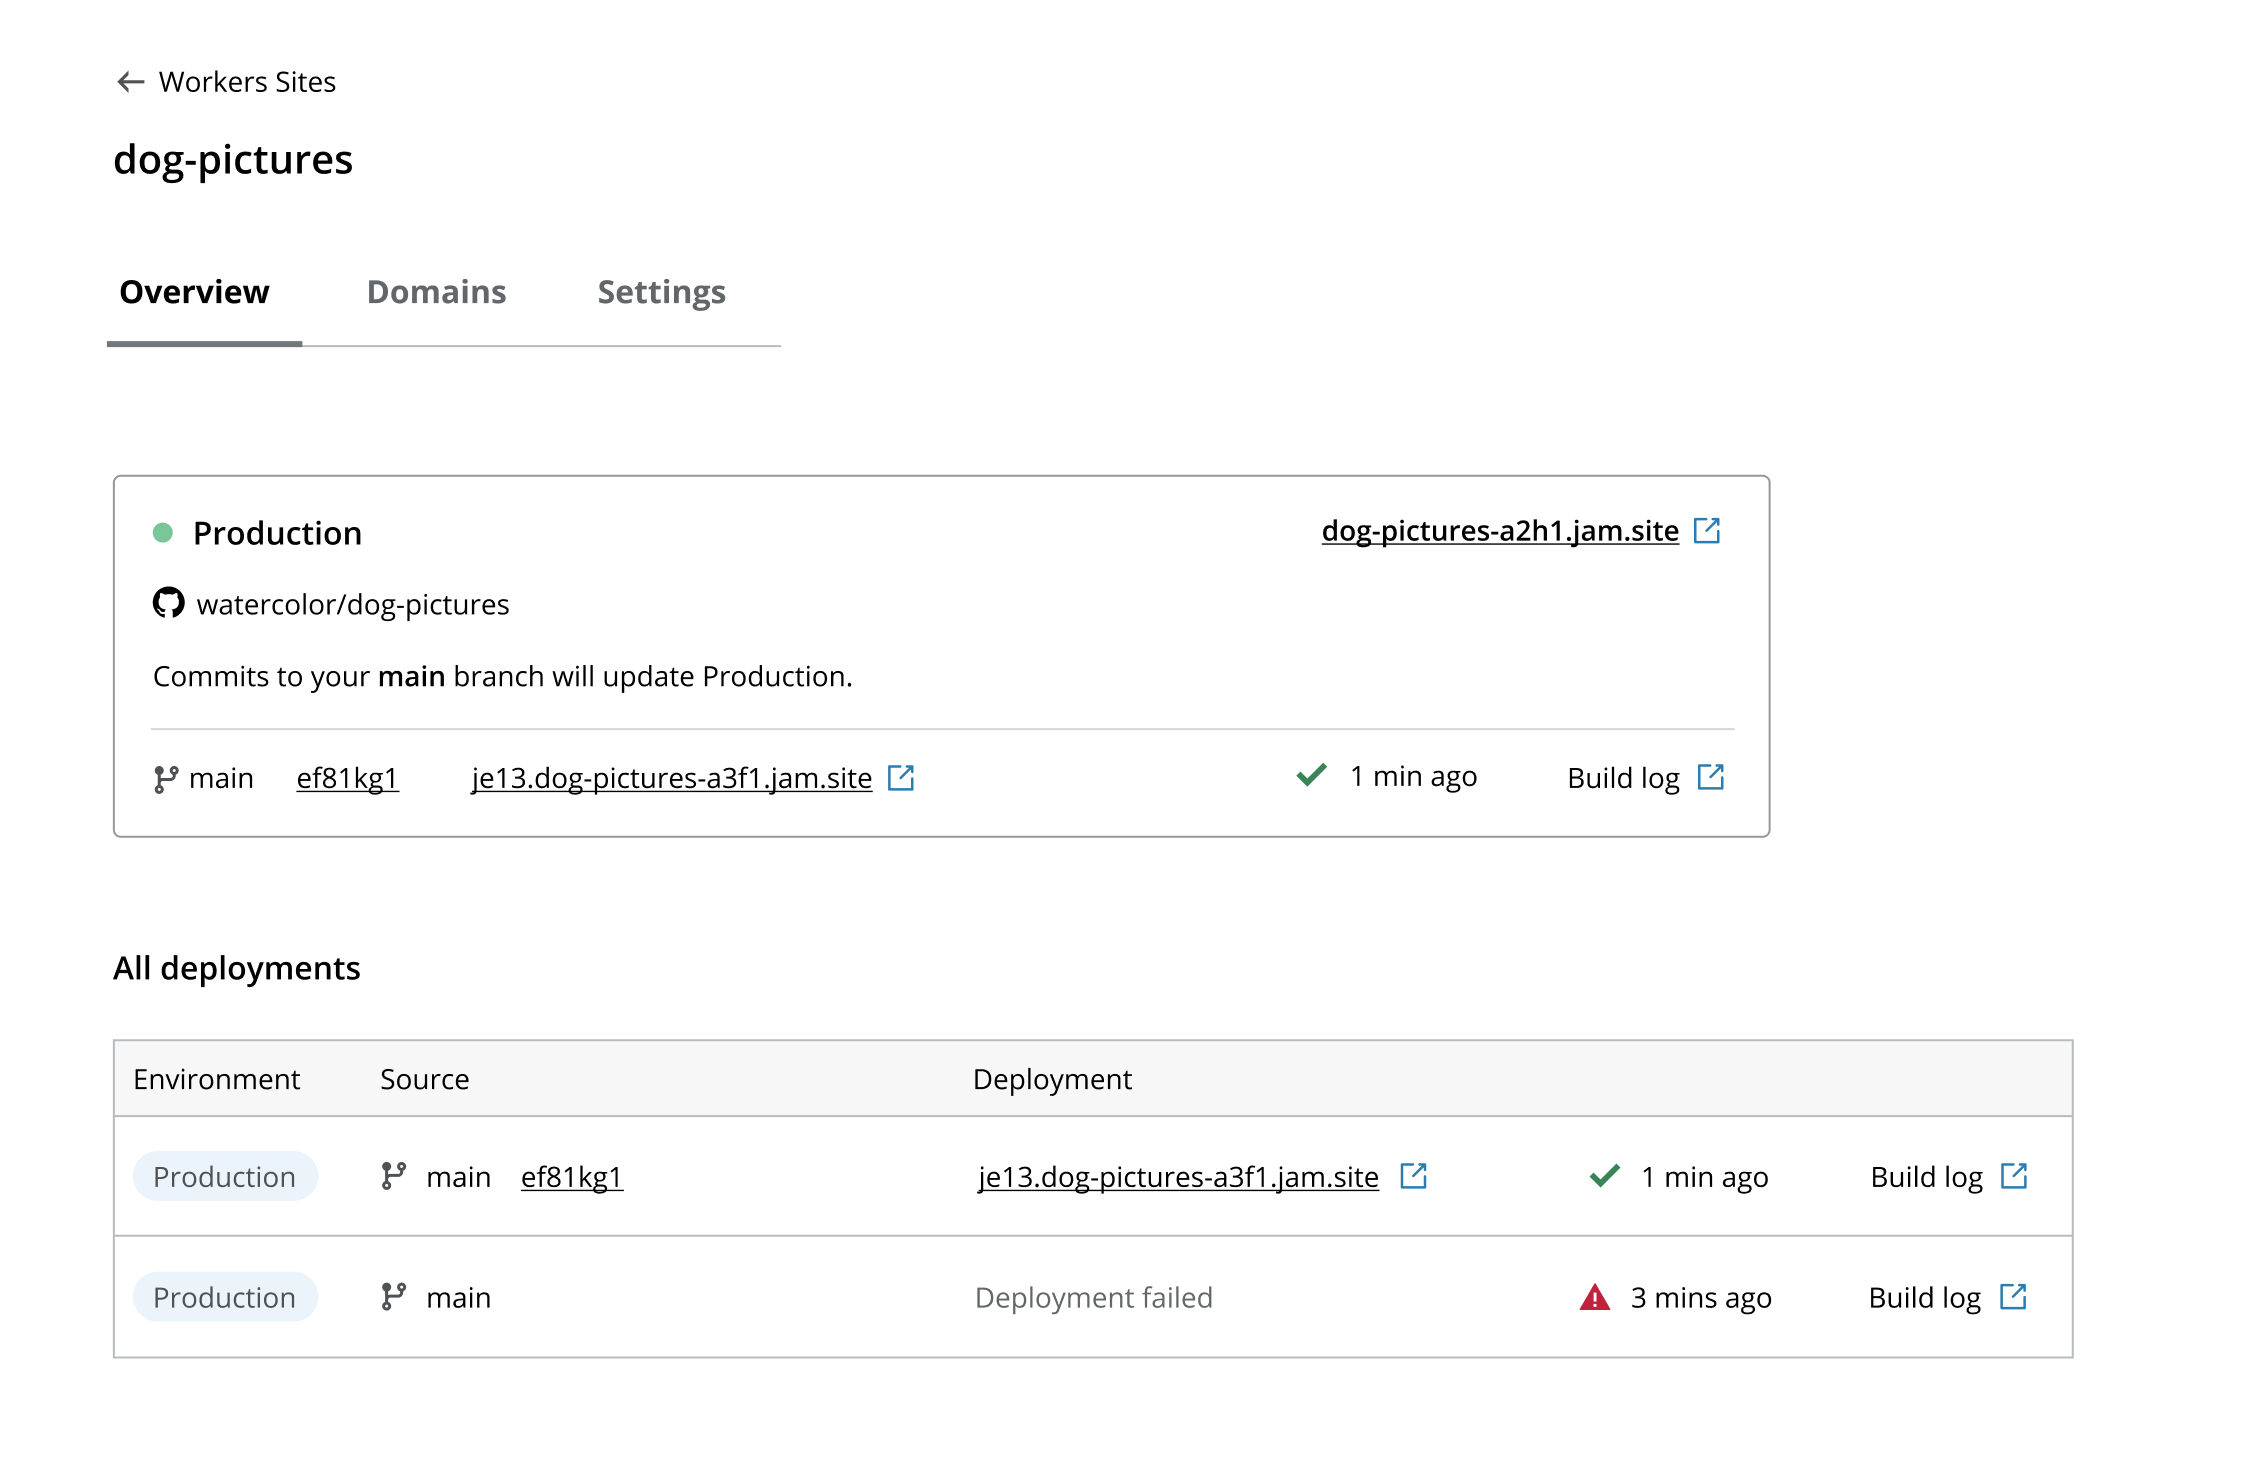 Workers Sites
dog-pictures
Overview Domains Settings
Production dog-pictures-a2h1.jam.site
watercolor/dog-pictures
Commits to your main branch will update Production.
main ef81kg1 je13.dog-pictures-a3f1.jam.site 1 min ago Build log
All deployments
Environment Source Deployment
Production main ef81kg1 je13.dog-pictures-a3f1.jam.site 1 min ago Build log
Production main Deployment failed 3 mins ago Build log